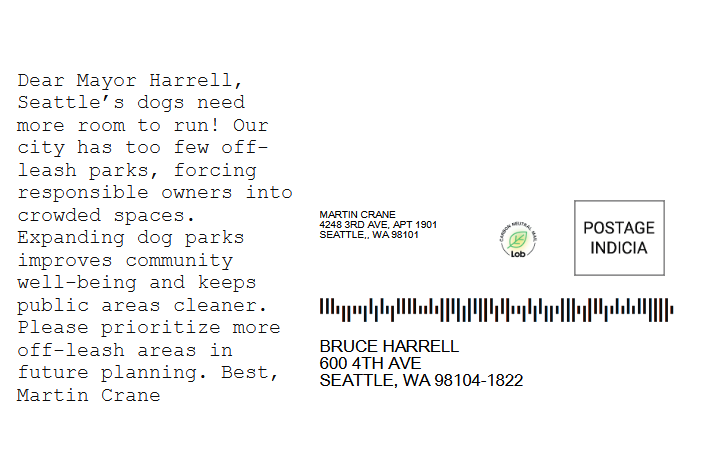 Dear Mayor Harrell,
Seattle’s dogs need
more room to run! Our
city has too few off-
leash parks, forcing
responsible owners into
crowded spaces.
Expanding dog parks
improves community
well-being and keeps
public areas cleaner.
Please prioritize more
off-leash areas in
future planning. Best,
Martin Crane
MARTIN CRANE
4248 3RD AVE, APT 1901
SEATTLE,, WA 98101
CARBON NEUTRAL MAIL
Lob
POSTAGE
INDICIA
BRUCE HARRELL
600 4TH AVE
SEATTLE, WA 98104-1822